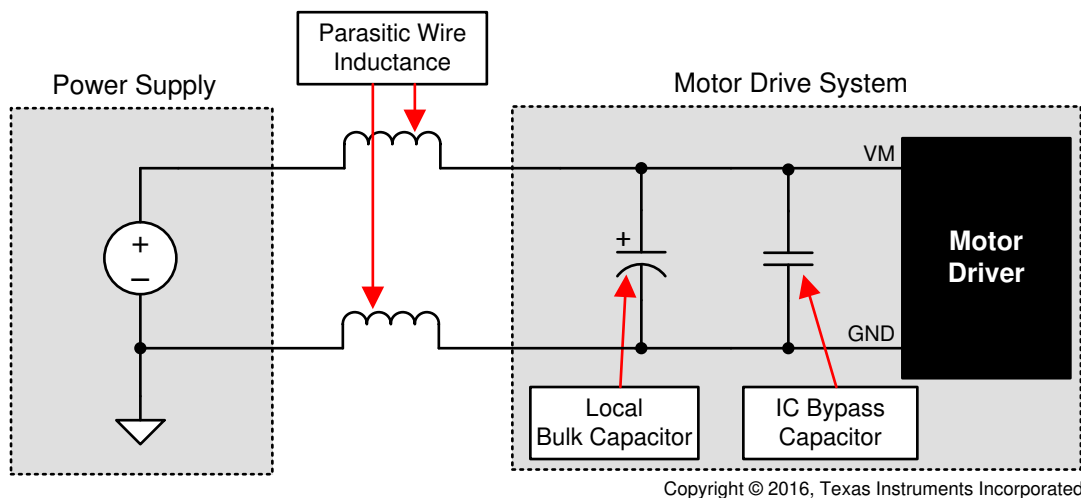 Parasitic Wire
Inductance
Power Supply
Motor Drive System
VM
+
–
+
Motor
Driver
GND
Local
Bulk Capacitor
IC Bypass
Capacitor
Copyright © 2016, Texas Instruments Incorporated